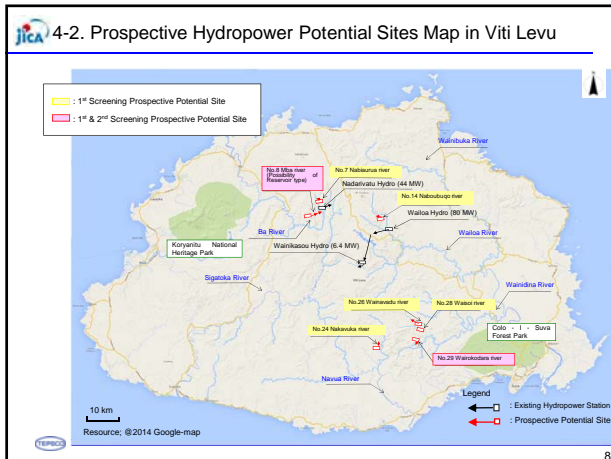 jica
4-2. Prospective Hydropower Potential Sites Map in Viti Levu
: 1st Screening Prospective Potential Site
: 1st & 2nd Screening Prospective Potential Site
Wainibuka River
No.8 Mba river
(Possibility of
Reservoir type)
No.7 Nabisurus river
Nadarivatu Hydro (44 MW)
No.14 Naboubuqo river
Wailoa Hydro (80 MW)
Ba River
Koryanitu National
Heritage Park
Wainikasou Hydro (6.4 MW)
Wailoa River
Sigatoka River
Wainidina River
No.26 Wainavadu river
No.28 Waisoi river
Colo - I - Suva
Forest Park
No.24 Nakavuka river
No.29 Wairokodara river
Navua River
Legend
: Existing Hydropower Station
: Prospective Potential Site
10 km
Resource; @2014 Google-map
TEPSCO
8